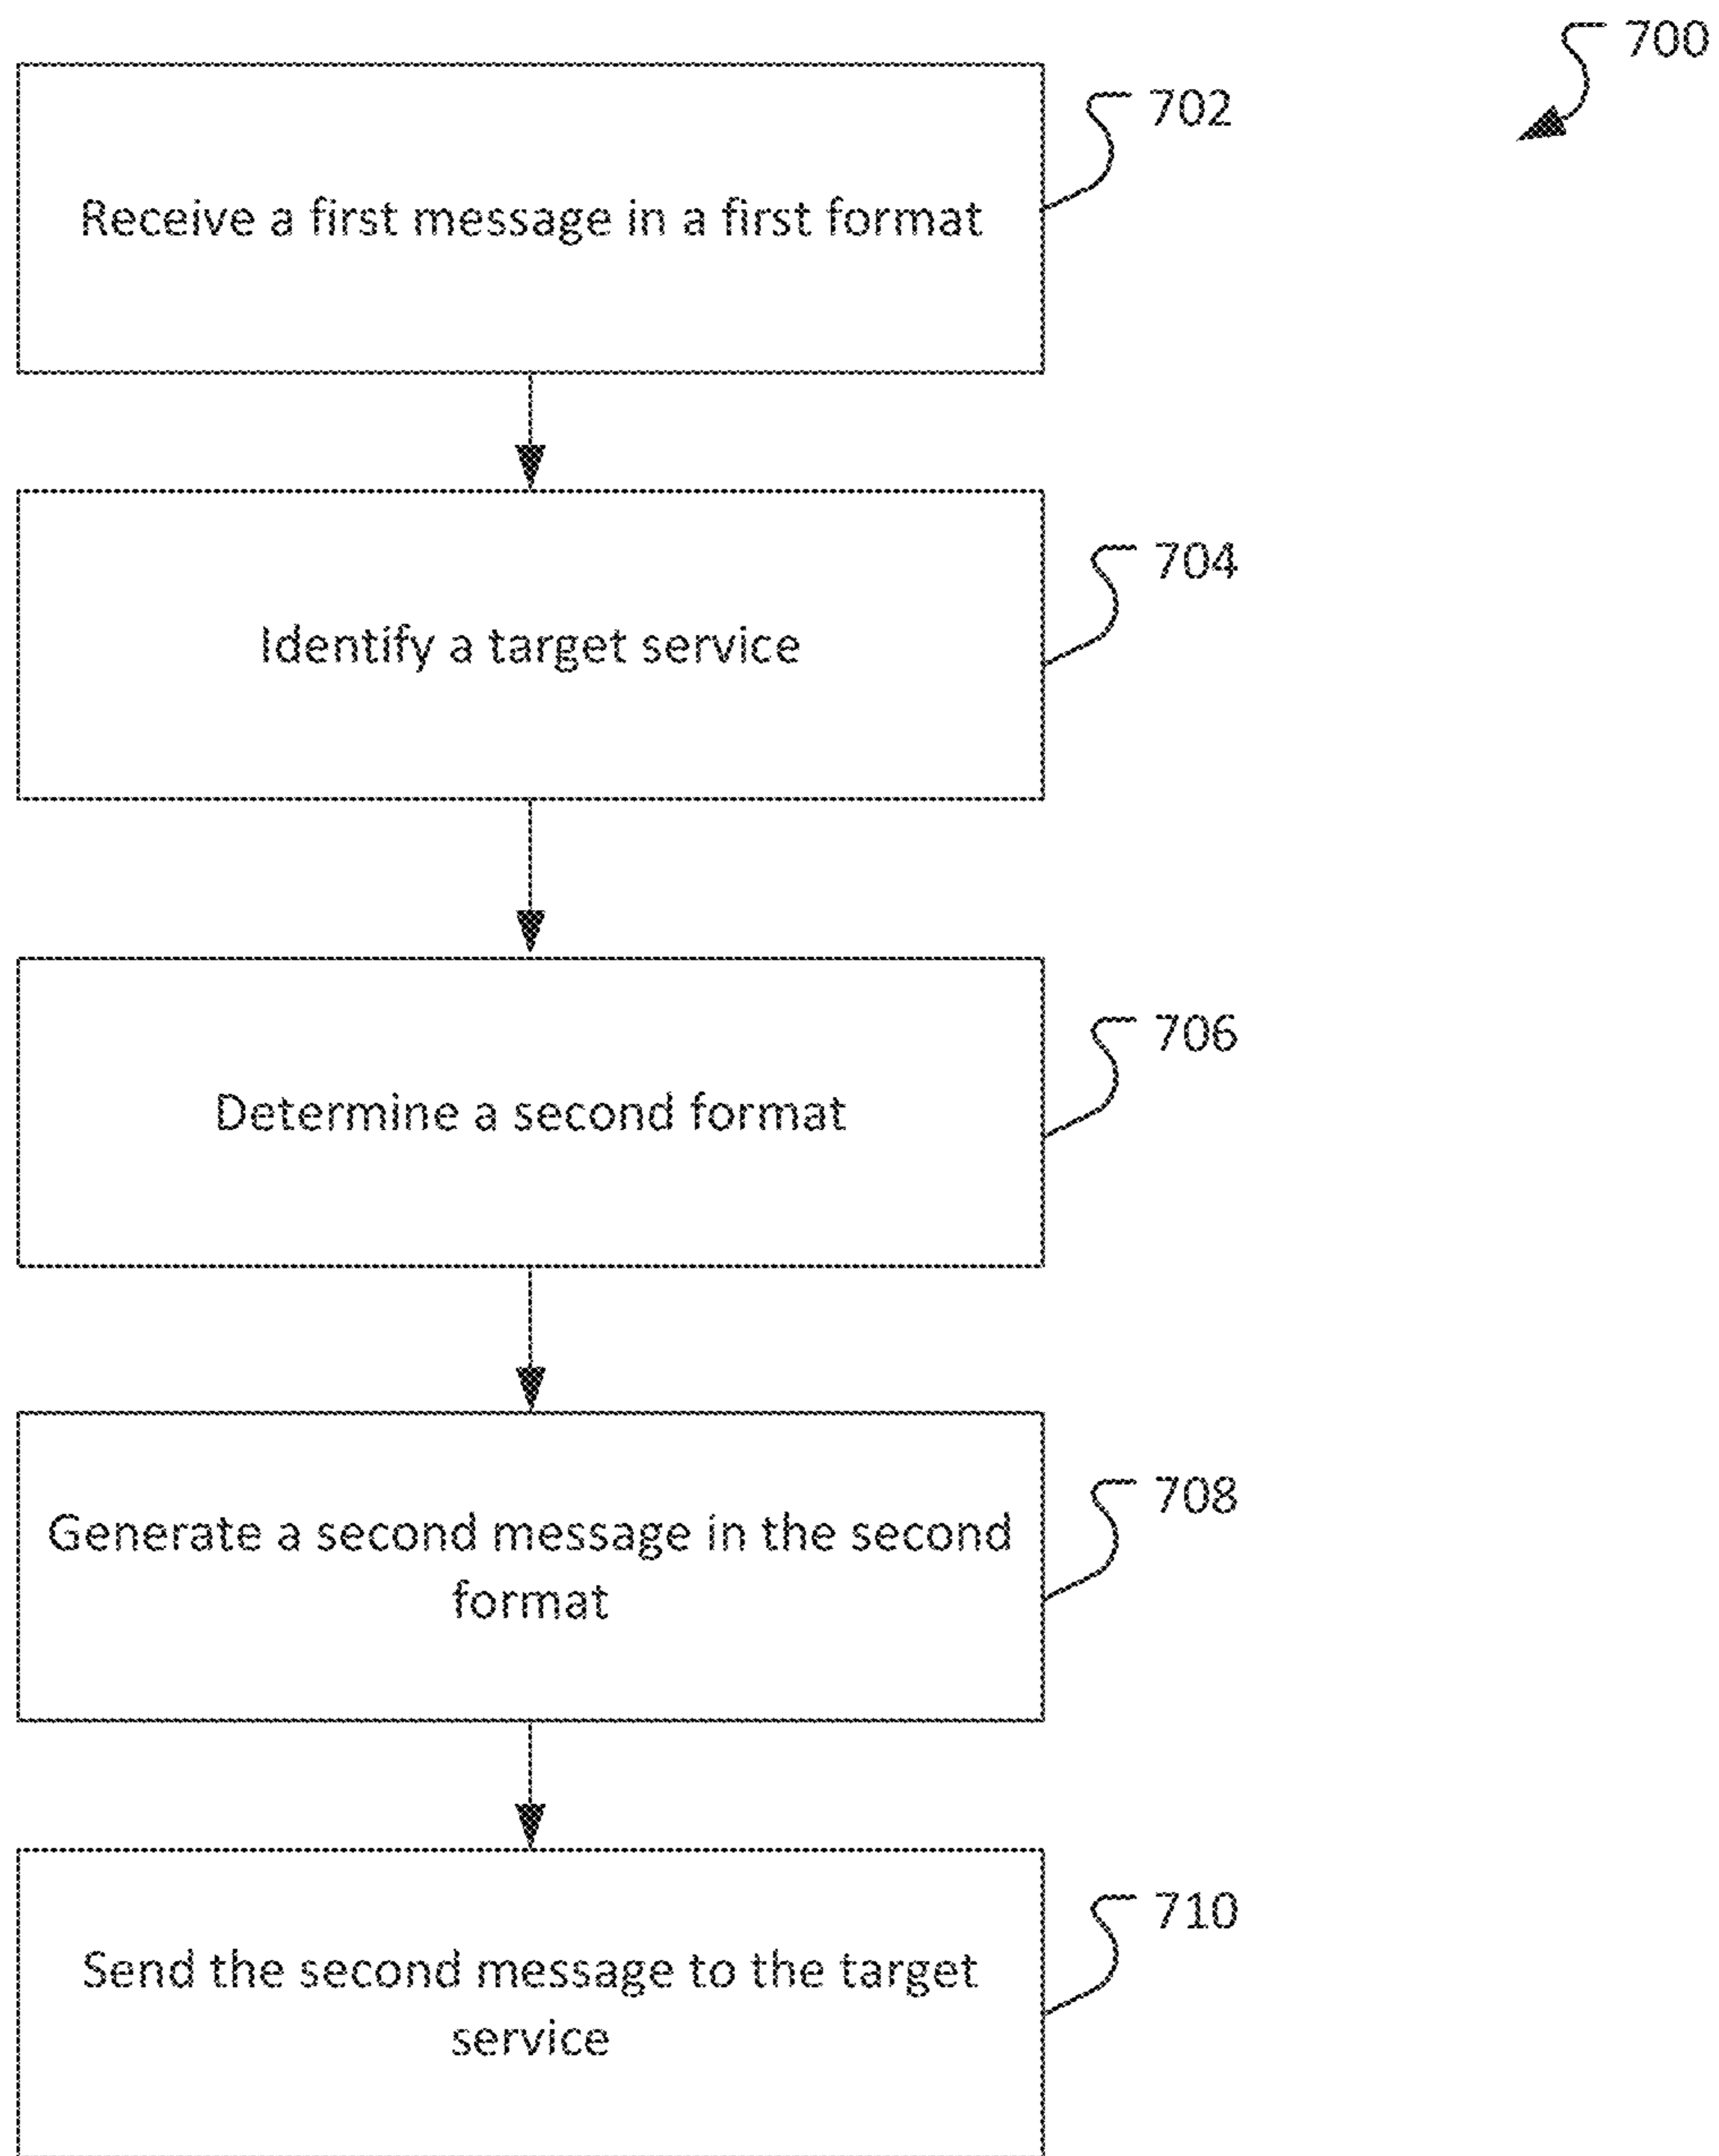 700
702
Receive a first message in a first format
704
Identify a target service
706
Determine a second format
708
Generate a second message in the second
format
710
Send the second message to the target
service